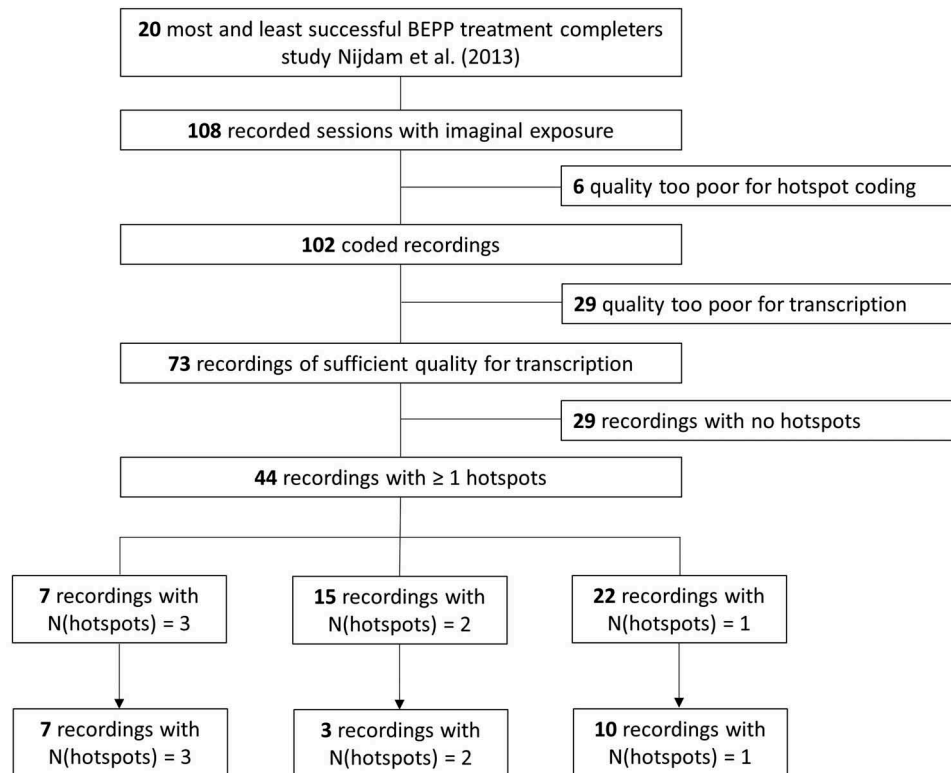 20 most and least successful BEPP treatment completers
study Nijdam et al. (2013)
108 recorded sessions with imaginal exposure
6 quality too poor for hotspot coding
102 coded recordings
29 quality too poor for transcription
73 recordings of sufficient quality for transcription
29 recordings with no hotspots
44 recordings with ≥ 1 hotspots
7 recordings with
N(hotspots) = 3
15 recordings with
N(hotspots) = 2
22 recordings with
N(hotspots) = 1
7 recordings with
N(hotspots) = 3
3 recordings with
N(hotspots) = 2
10 recordings with
N(hotspots) = 1